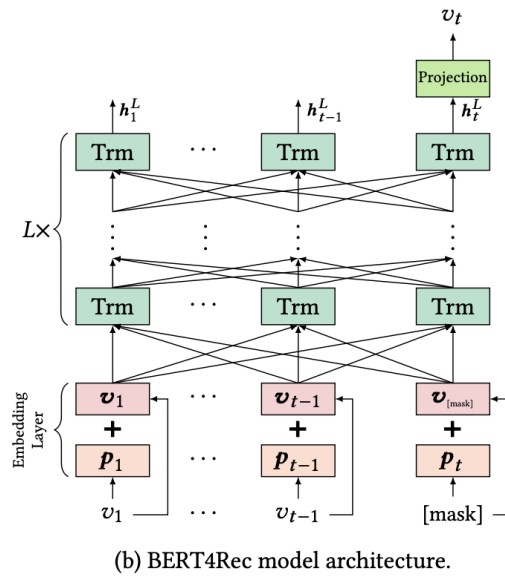 v_t
Projection
h_1^L h_{t-1}^L h_t^L
Trm ··· Trm Trm
L×
Trm ··· Trm Trm
Embedding Layer
v_1 ··· v_{t-1} v_[mask]
+ + +
p_1 ··· p_{t-1} p_t
v_1 ··· v_{t-1} [mask]
(b) BERT4Rec model architecture.